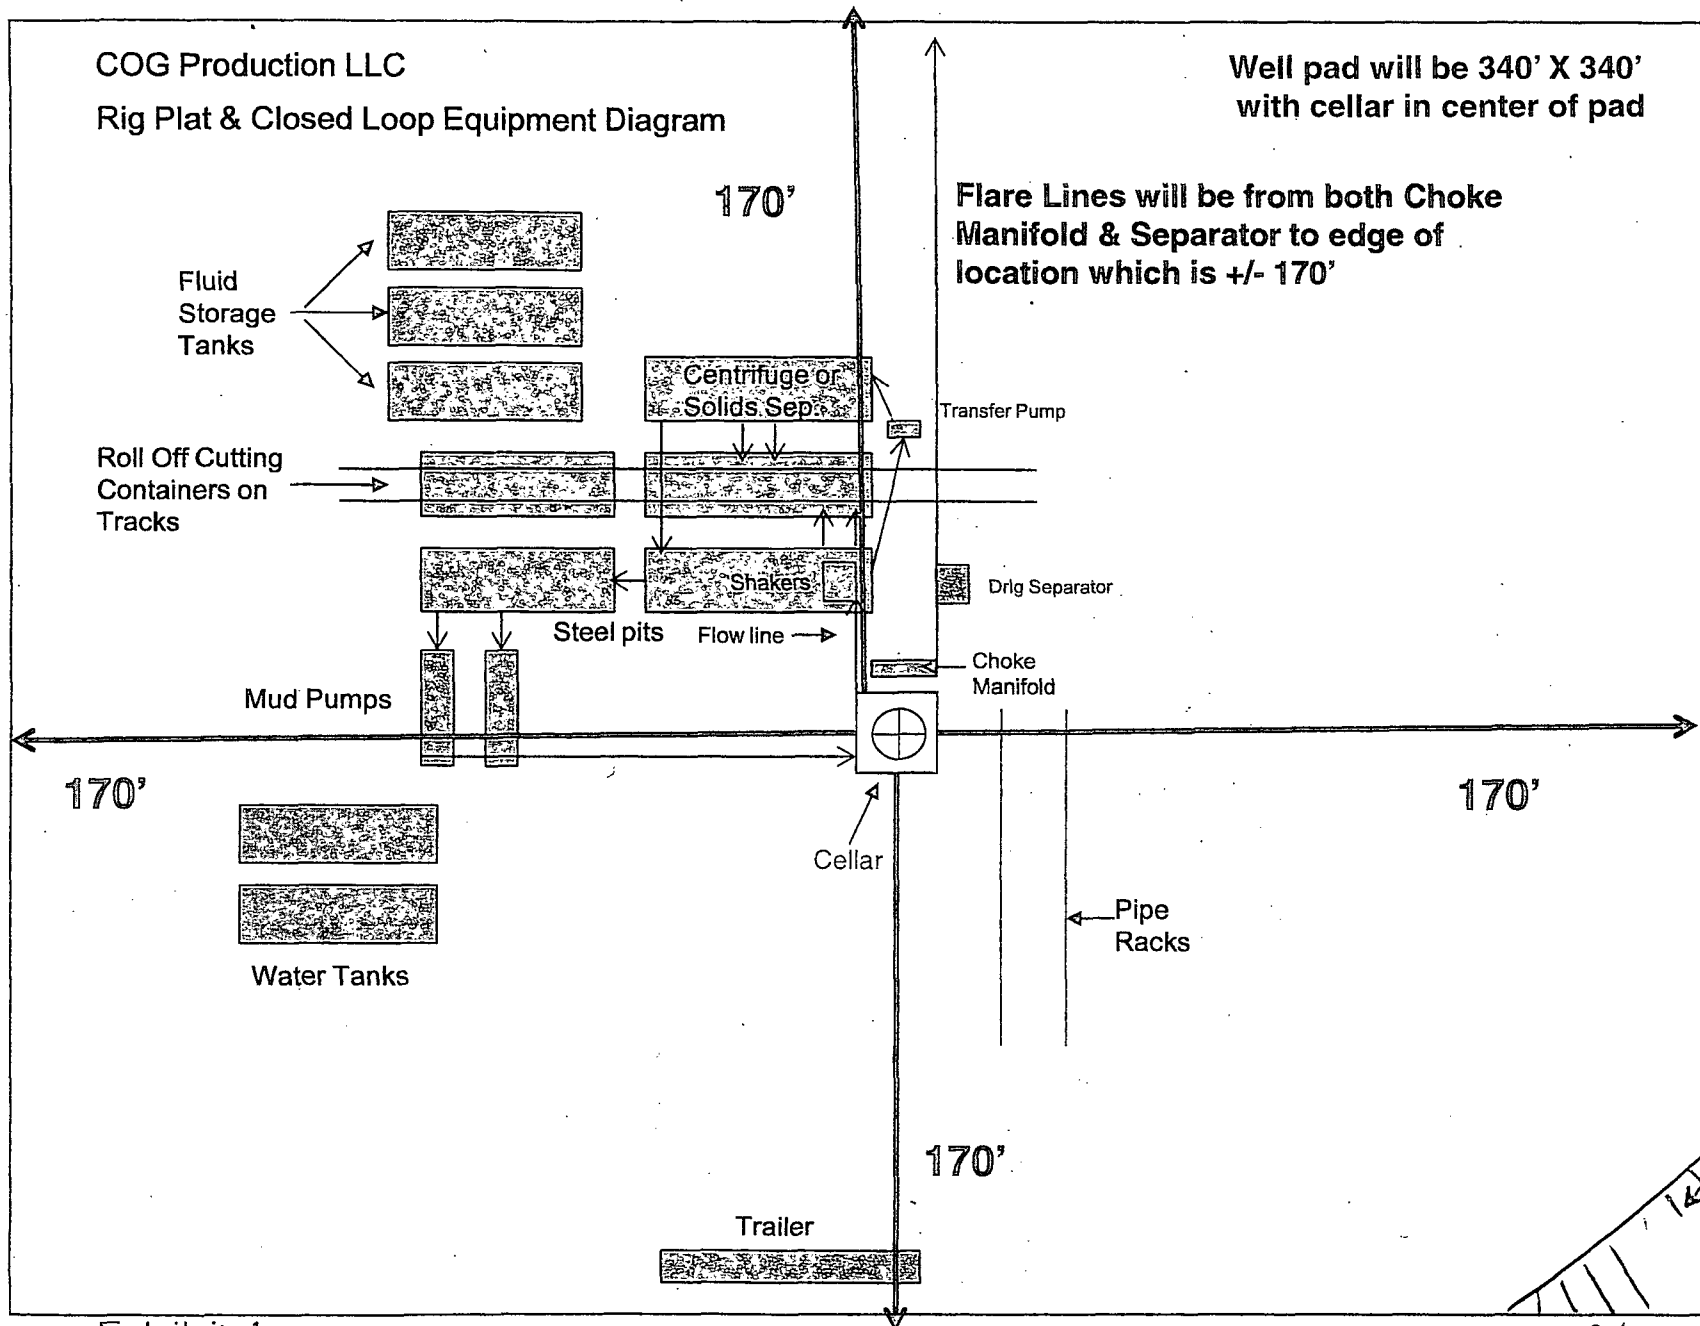 COG Production LLC
Rig Plat & Closed Loop Equipment Diagram
Well pad will be 340' X 340'
with cellar in center of pad
170'
Flare Lines will be from both Choke
Manifold & Separator to edge of
location which is +/- 170'
Fluid
Storage
Tanks
Centrifuge or
Solids Sep.
Transfer Pump
Roll Off Cutting
Containers on
Tracks
Shakers
Drlg Separator
Steel pits
Flow line
Choke
Manifold
Mud Pumps
170'
170'
Cellar
Pipe
Racks
Water Tanks
170'
Trailer